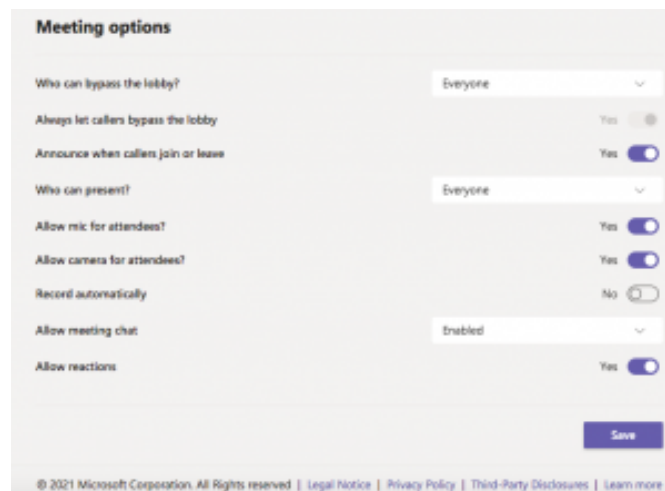 Meeting options
Who can bypass the lobby? Everyone
Always let callers bypass the lobby Yes
Announce when callers join or leave Yes
Who can present? Everyone
Allow mic for attendees? Yes
Allow camera for attendees? Yes
Record automatically No
Allow meeting chat Enabled
Allow reactions Yes
Save
© 2021 Microsoft Corporation. All Rights reserved | Legal Notice | Privacy Policy | Third-Party Disclosures | Learn more